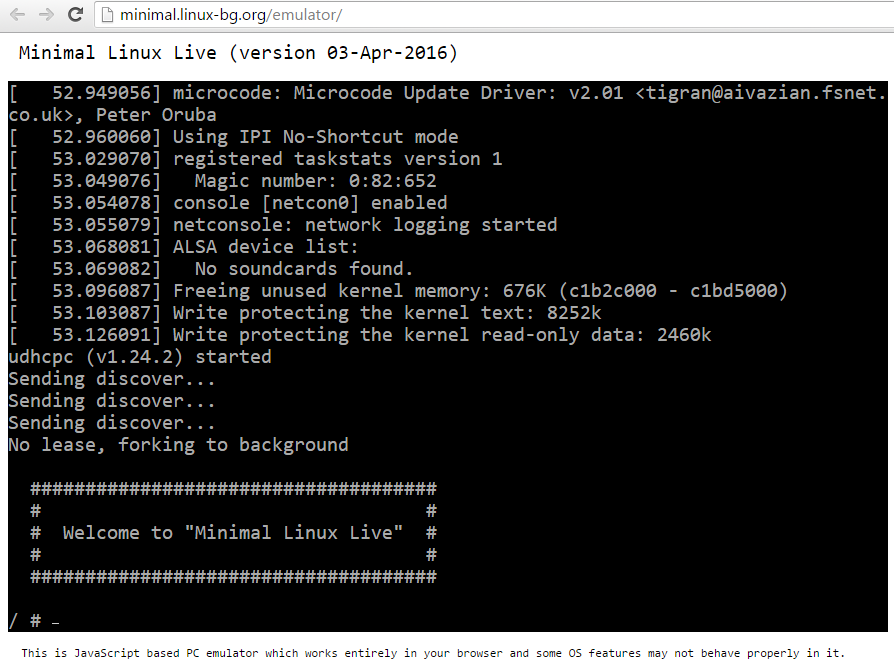 minimal.linux-bg.org/emulator/
Minimal Linux Live (version 03-Apr-2016)
[   52.949056] microcode: Microcode Update Driver: v2.01 <tigran@aivazian.fsnet.
co.uk>, Peter Oruba
[   52.960060] Using IPI No-Shortcut mode
[   53.029070] registered taskstats version 1
[   53.049076]   Magic number: 0:82:652
[   53.054078] console [netcon0] enabled
[   53.055079] netconsole: network logging started
[   53.068081] ALSA device list:
[   53.069082]   No soundcards found.
[   53.096087] Freeing unused kernel memory: 676K (c1b2c000 - c1bd5000)
[   53.103087] Write protecting the kernel text: 8252k
[   53.126091] Write protecting the kernel read-only data: 2460k
udhcpc (v1.24.2) started
Sending discover...
Sending discover...
Sending discover...
No lease, forking to background
#####################################
#                                   #
#  Welcome to "Minimal Linux Live"  #
#                                   #
#####################################
/ # _
This is JavaScript based PC emulator which works entirely in your browser and some OS features may not behave properly in it.